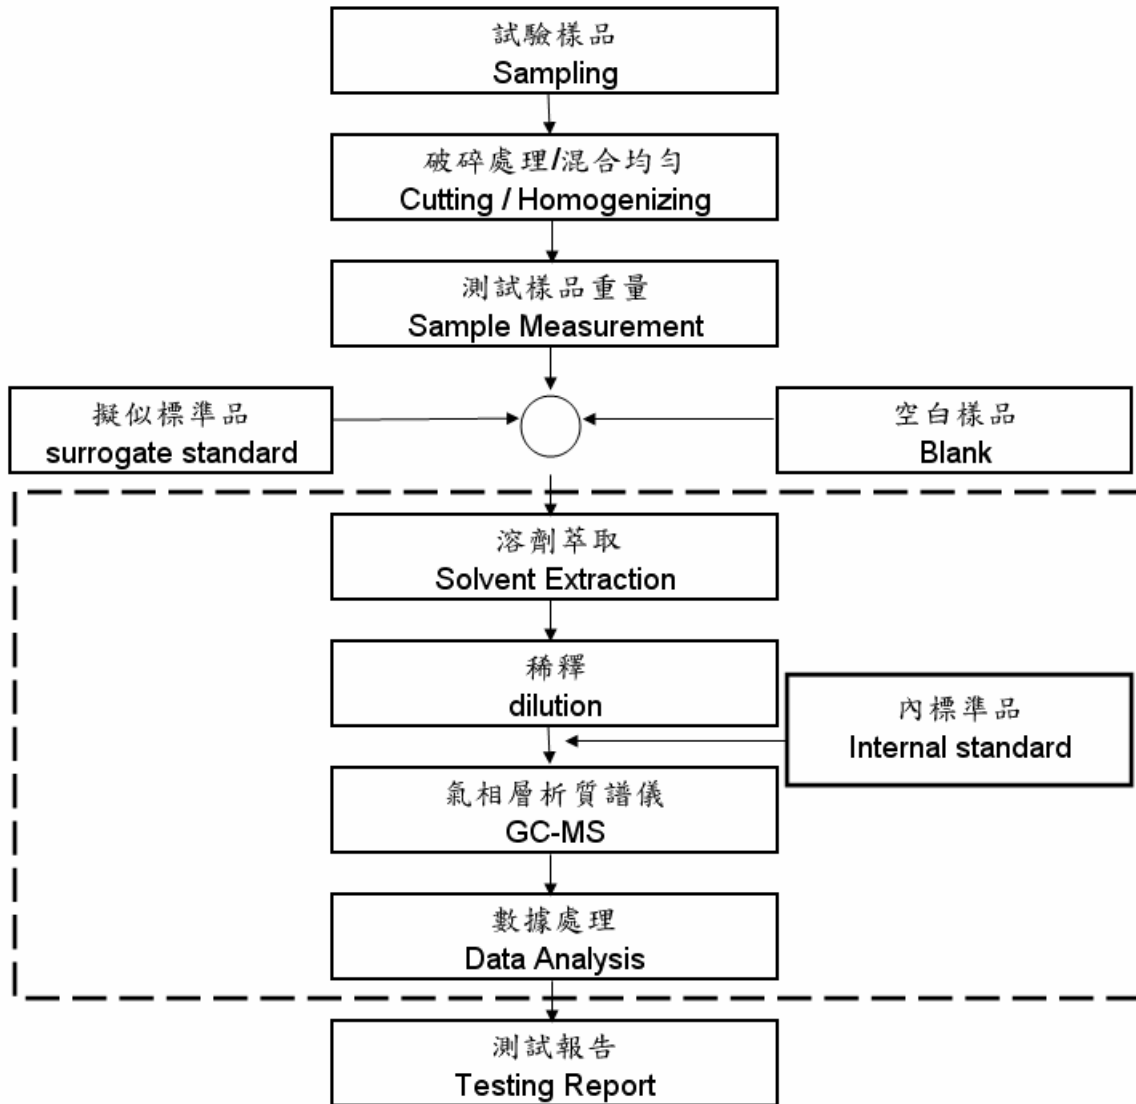 試驗樣品
Sampling
破碎處理/混合均勻
Cutting / Homogenizing
測試樣品重量
Sample Measurement
擬似標準品
surrogate standard
空白樣品
Blank
溶劑萃取
Solvent Extraction
稀釋
dilution
內標準品
Internal standard
氣相層析質譜儀
GC-MS
數據處理
Data Analysis
測試報告
Testing Report